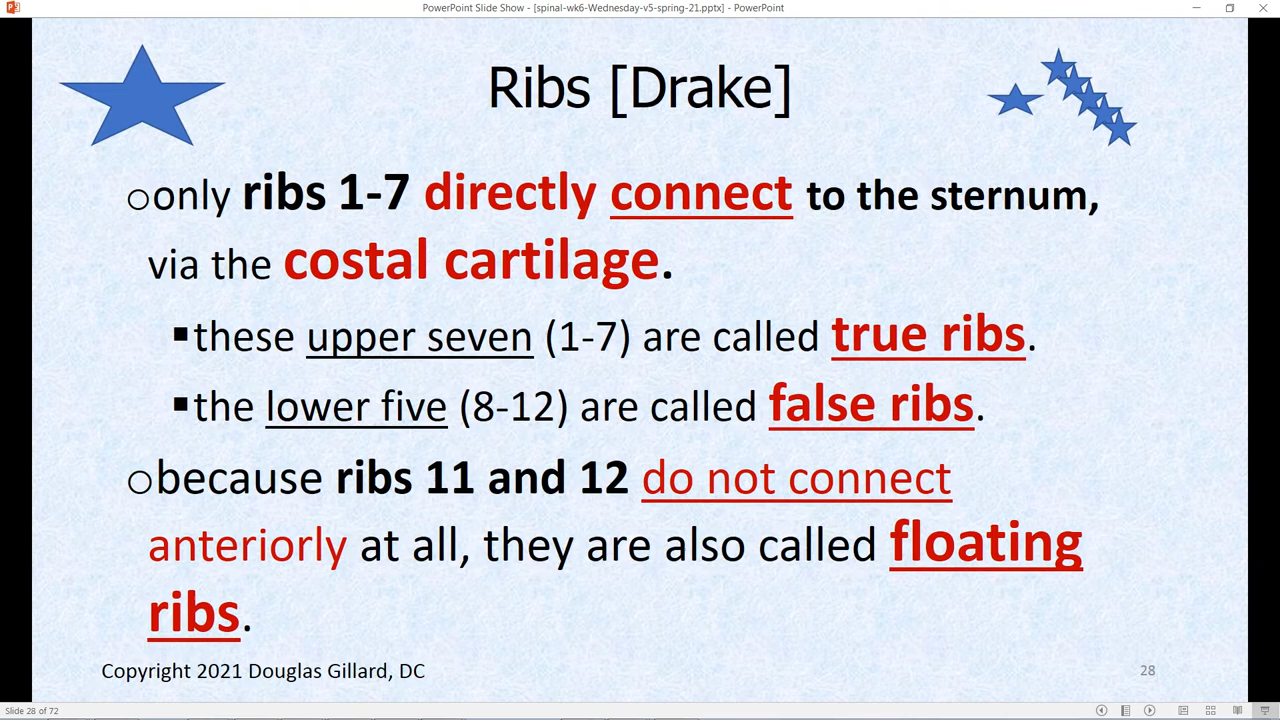 PowerPoint Slide Show - [spinal-wk6-Wednesday-v5-spring-21.pptx] - PowerPoint
Ribs [Drake]
only ribs 1-7 directly connect to the sternum,
via the costal cartilage.
these upper seven (1-7) are called true ribs.
the lower five (8-12) are called false ribs.
because ribs 11 and 12 do not connect
anteriorly at all, they are also called floating
ribs.
Copyright 2021 Douglas Gillard, DC
28
Slide 28 of 72